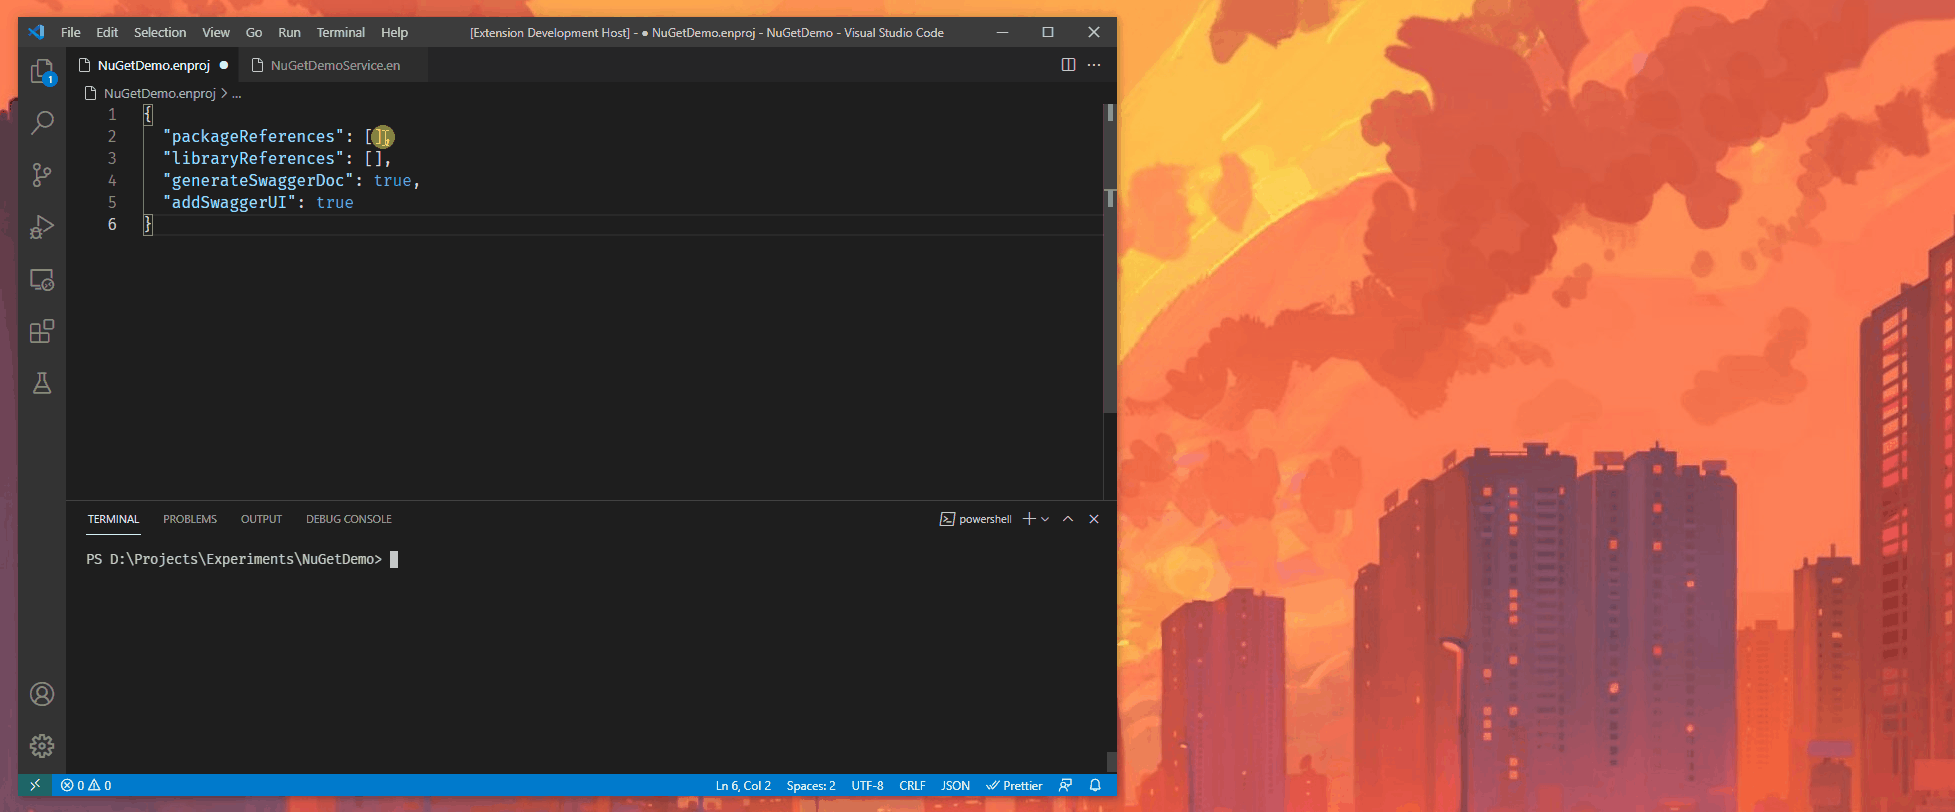 File Edit Selection View Go Run Terminal Help [Extension Development Host] - ● NuGetDemo.enproj - NuGetDemo - Visual Studio Code
NuGetDemo.enproj ● NuGetDemoService.en
1
NuGetDemo.enproj > ...
1 {
2 "packageReferences": [],
3 "libraryReferences": [],
4 "generateSwaggerDoc": true,
5 "addSwaggerUI": true
6 }
TERMINAL PROBLEMS OUTPUT DEBUG CONSOLE powershell
PS D:\Projects\Experiments\NuGetDemo>
0 0 Ln 6, Col 2 Spaces: 2 UTF-8 CRLF JSON Prettier